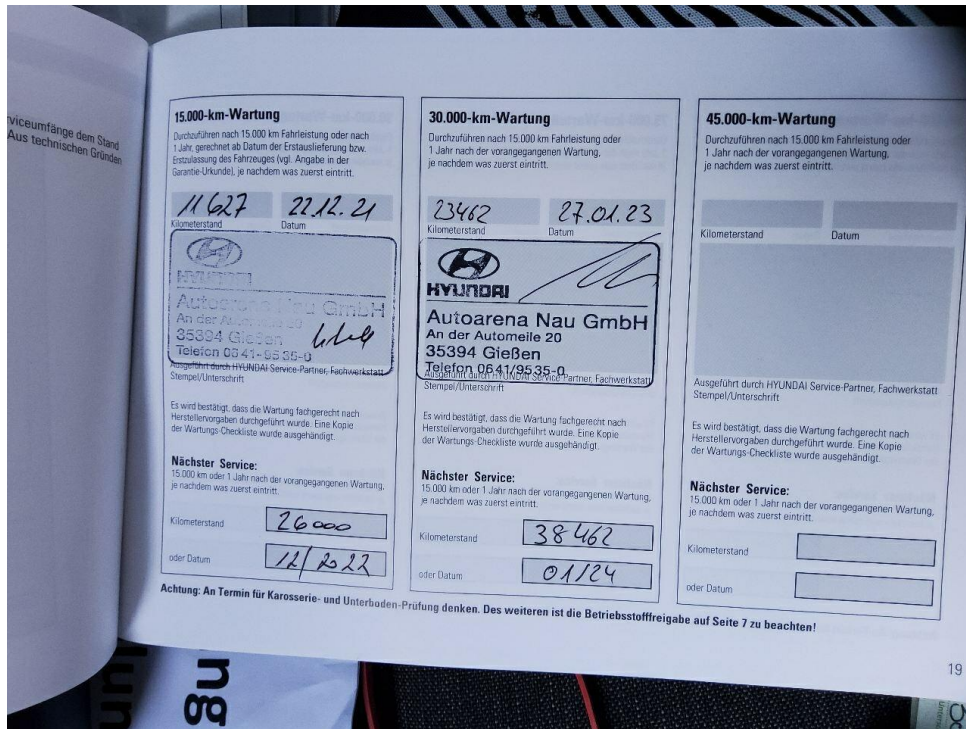 viceumfänge dem Stand
Aus technischen Gründen
15.000-km-Wartung
Durchzuführen nach 15.000 km Fahrleistung oder nach
1 Jahr, gerechnet ab Datum der Erstauslieferung bzw.
Erstzulassung des Fahrzeuges (vgl. Angabe in der
Garantie-Urkunde), je nachdem was zuerst eintritt.
11627 22.12.21
Kilometerstand Datum
HYUNDAI
Autoarena Nau GmbH
An der Automeile 20
35394 Gießen
Telefon 0641-9535-0
Ausgeführt durch HYUNDAI Service-Partner, Fachwerkstatt
Stempel/Unterschrift
Es wird bestätigt, dass die Wartung fachgerecht nach
Herstellervorgaben durchgeführt wurde. Eine Kopie
der Wartungs-Checkliste wurde ausgehändigt.
Nächster Service:
15.000 km oder 1 Jahr nach der vorangegangenen Wartung,
je nachdem was zuerst eintritt.
Kilometerstand 26000
oder Datum 12/2022
30.000-km-Wartung
Durchzuführen nach 15.000 km Fahrleistung oder
1 Jahr nach der vorangegangenen Wartung,
je nachdem was zuerst eintritt.
23462 27.01.23
Kilometerstand Datum
HYUNDAI
Autoarena Nau GmbH
An der Automeile 20
35394 Gießen
Telefon 0641/9535-0
Ausgeführt durch HYUNDAI Service-Partner, Fachwerkstatt
Stempel/Unterschrift
Es wird bestätigt, dass die Wartung fachgerecht nach
Herstellervorgaben durchgeführt wurde. Eine Kopie
der Wartungs-Checkliste wurde ausgehändigt.
Nächster Service:
15.000 km oder 1 Jahr nach der vorangegangenen Wartung,
je nachdem was zuerst eintritt.
Kilometerstand 38462
oder Datum 01/24
45.000-km-Wartung
Durchzuführen nach 15.000 km Fahrleistung oder
1 Jahr nach der vorangegangenen Wartung,
je nachdem was zuerst eintritt.
Kilometerstand Datum
Ausgeführt durch HYUNDAI Service-Partner, Fachwerkstatt
Stempel/Unterschrift
Es wird bestätigt, dass die Wartung fachgerecht nach
Herstellervorgaben durchgeführt wurde. Eine Kopie
der Wartungs-Checkliste wurde ausgehändigt.
Nächster Service:
15.000 km oder 1 Jahr nach der vorangegangenen Wartung,
je nachdem was zuerst eintritt.
Kilometerstand
oder Datum
Achtung: An Termin für Karosserie- und Unterboden-Prüfung denken. Des weiteren ist die Betriebsstofffreigabe auf Seite 7 zu beachten!
19
ng